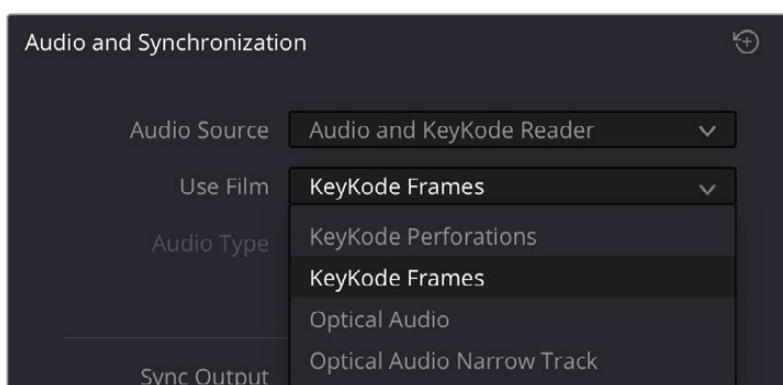 Audio and Synchronization
Audio Source Audio and KeyKode Reader
Use Film KeyKode Frames
Audio Type KeyKode Perforations
KeyKode Frames
Optical Audio
Optical Audio Narrow Track
Sync Output